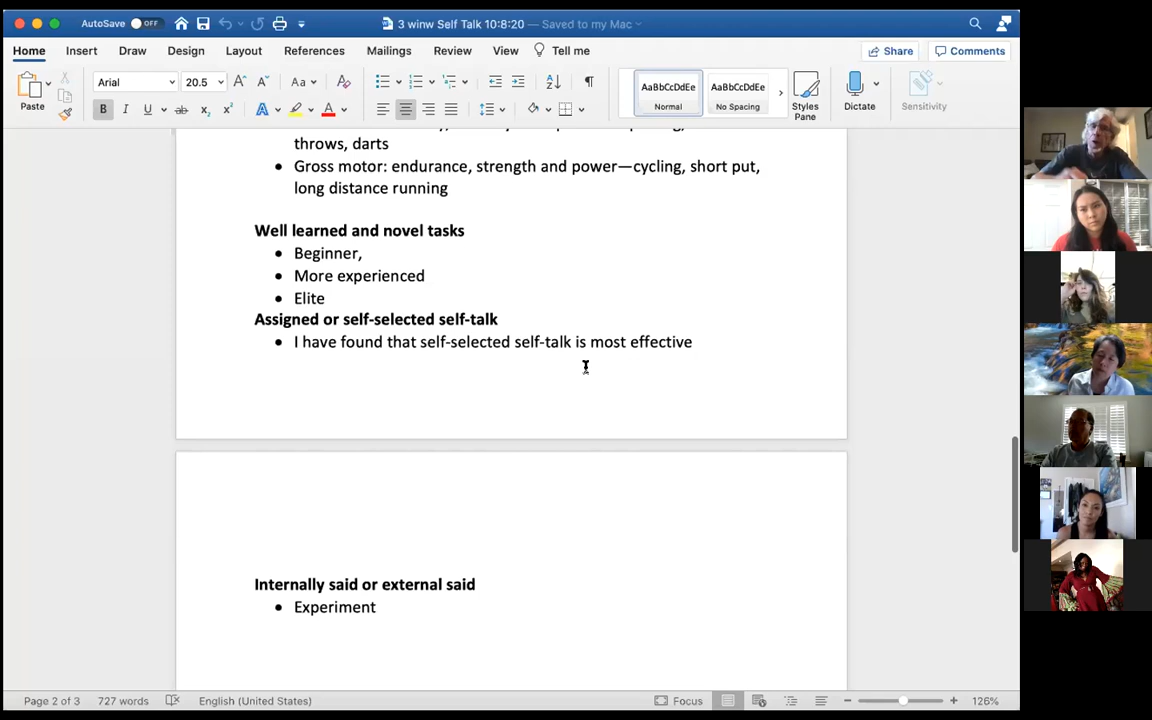 AutoSave OFF
3 winw Self Talk 10:8:20 — Saved to my Mac
Home Insert Draw Design Layout References Mailings Review View Tell me Share Comments
Paste
Arial 20.5
Aa
AaBbCcDdEe AaBbCcDdEe
Normal No Spacing
Styles Pane
Dictate
Sensitivity
throws, darts
• Gross motor: endurance, strength and power—cycling, short put,
long distance running
Well learned and novel tasks
• Beginner,
• More experienced
• Elite
Assigned or self-selected self-talk
• I have found that self-selected self-talk is most effective
Internally said or external said
• Experiment
Page 2 of 3 727 words English (United States) Focus 126%